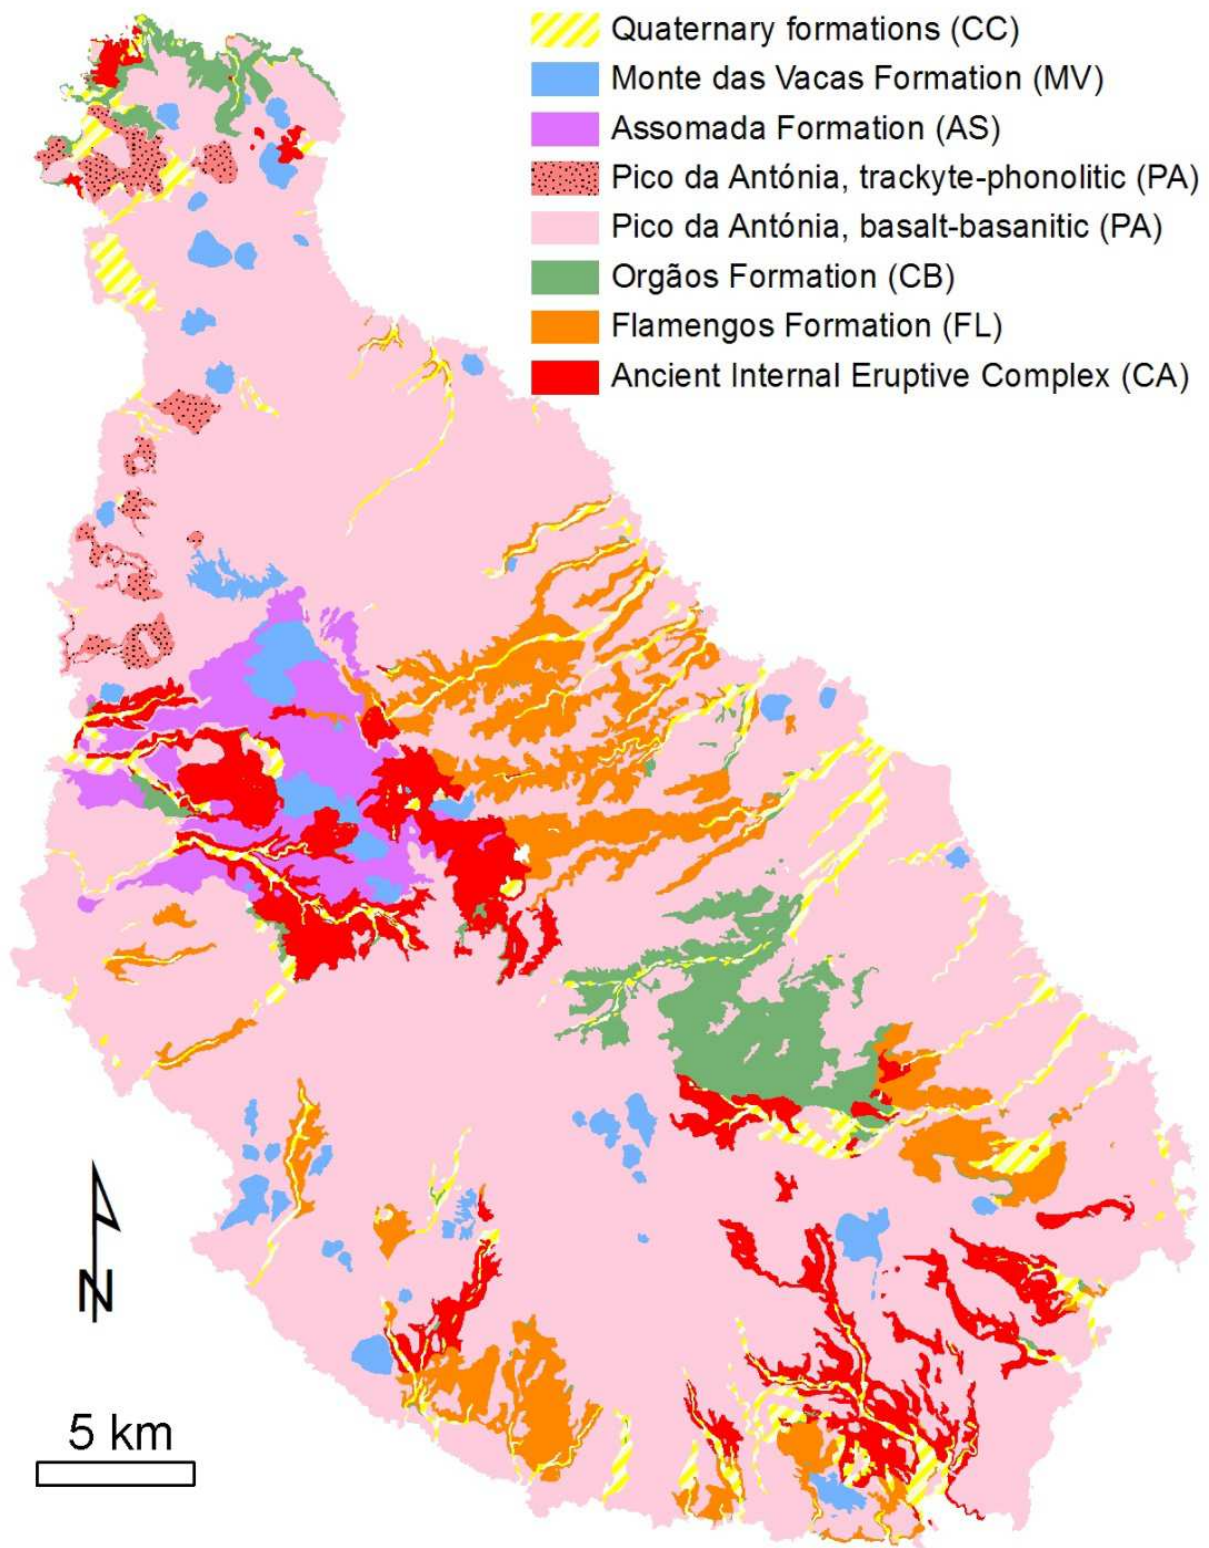 Quaternary formations (CC)
Monte das Vacas Formation (MV)
Assomada Formation (AS)
Pico da Antónia, trackyte-phonolitic (PA)
Pico da Antónia, basalt-basanitic (PA)
Orgãos Formation (CB)
Flamengos Formation (FL)
Ancient Internal Eruptive Complex (CA)
N
5 km